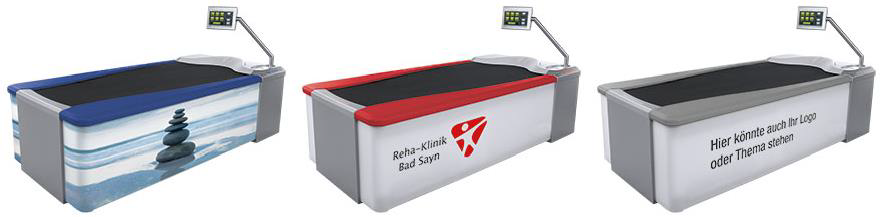 Reha-Klinik
Bad Sayn
Hier könnte auch Ihr Logo
oder Thema stehen